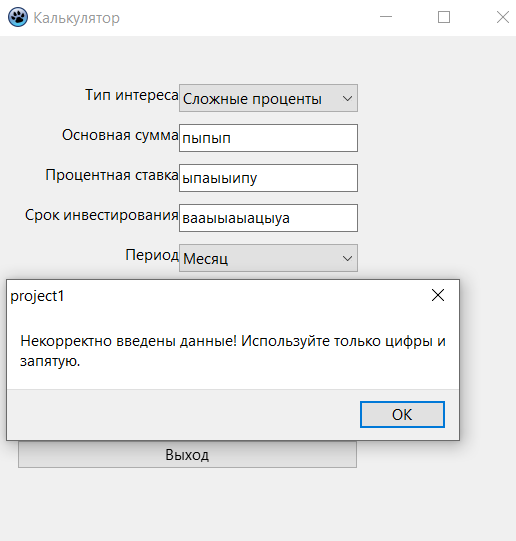 Калькулятор
Тип интереса Сложные проценты
Основная сумма пыпып
Процентная ставка ыпаыыипу
Срок инвестирования вааыыаыацыуа
Период Месяц
project1
Некорректно введены данные! Используйте только цифры и
запятую.
OK
Выход